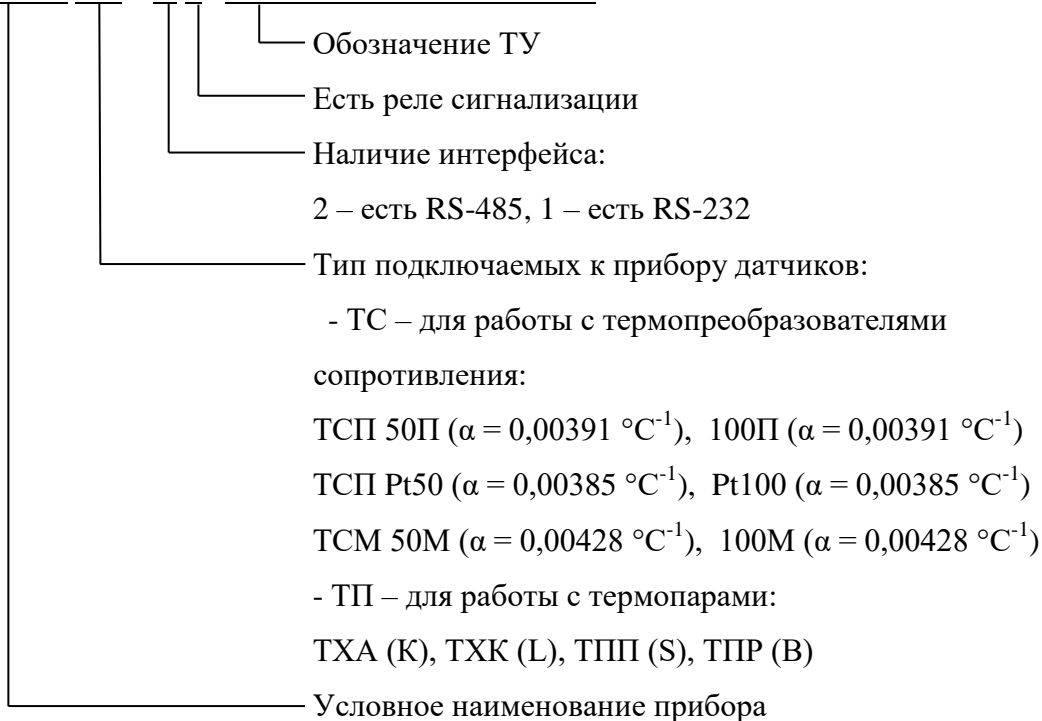 Обозначение ТУ
Есть реле сигнализации
Наличие интерфейса:
2 – есть RS-485, 1 – есть RS-232
Тип подключаемых к прибору датчиков:
- ТС – для работы с термопреобразователями
сопротивления:
ТСП 50П (α = 0,00391 °С⁻¹), 100П (α = 0,00391 °С⁻¹)
ТСП Pt50 (α = 0,00385 °С⁻¹), Pt100 (α = 0,00385 °С⁻¹)
ТСМ 50М (α = 0,00428 °С⁻¹), 100М (α = 0,00428 °С⁻¹)
- ТП – для работы с термопарами:
ТХА (К), ТХК (L), ТПП (S), ТПР (В)
Условное наименование прибора